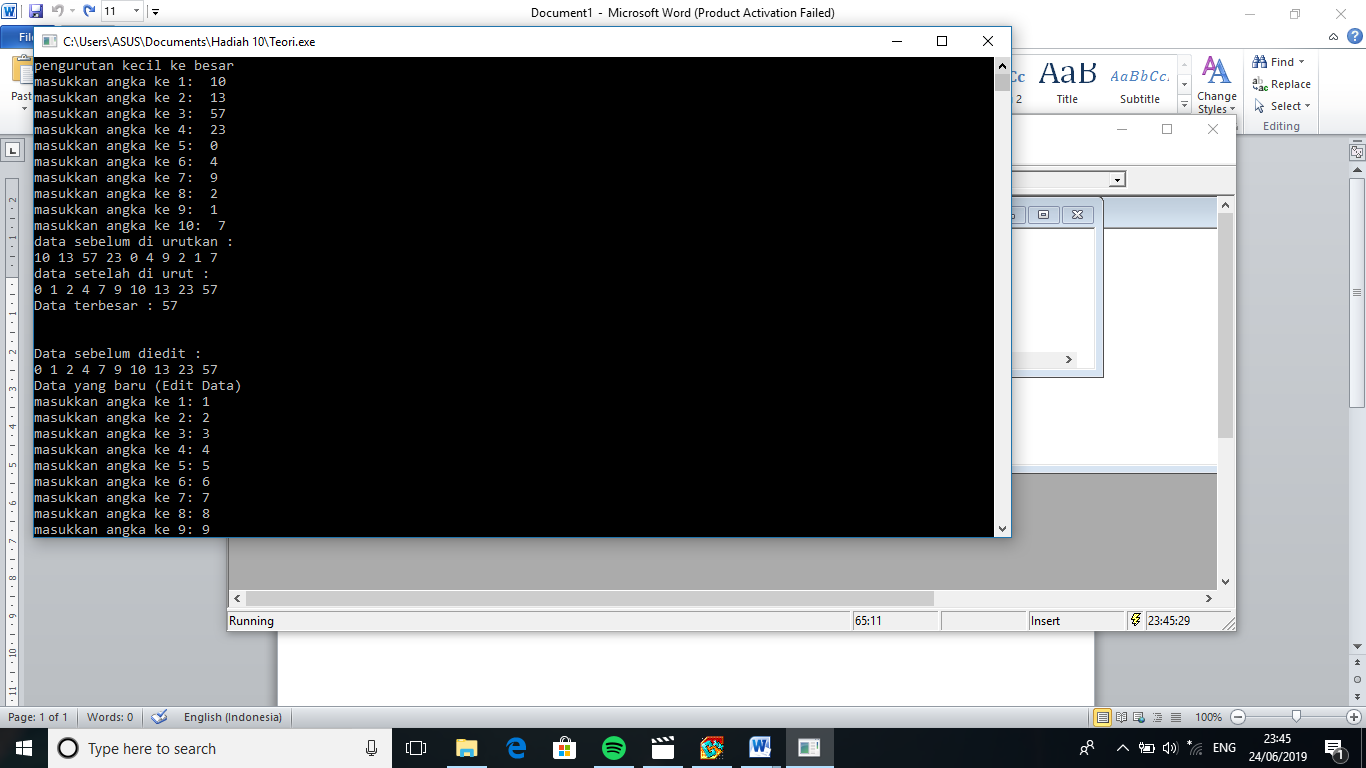 Document1 - Microsoft Word (Product Activation Failed)
11
C:\Users\ASUS\Documents\Hadiah 10\Teori.exe
pengurutan kecil ke besar
masukkan angka ke 1:  10
masukkan angka ke 2:  13
masukkan angka ke 3:  57
masukkan angka ke 4:  23
masukkan angka ke 5:  0
masukkan angka ke 6:  4
masukkan angka ke 7:  9
masukkan angka ke 8:  2
masukkan angka ke 9:  1
masukkan angka ke 10:  7
data sebelum di urutkan :
10 13 57 23 0 4 9 2 1 7
data setelah di urut :
0 1 2 4 7 9 10 13 23 57
Data terbesar : 57
Data sebelum diedit :
0 1 2 4 7 9 10 13 23 57
Data yang baru (Edit Data)
masukkan angka ke 1: 1
masukkan angka ke 2: 2
masukkan angka ke 3: 3
masukkan angka ke 4: 4
masukkan angka ke 5: 5
masukkan angka ke 6: 6
masukkan angka ke 7: 7
masukkan angka ke 8: 8
masukkan angka ke 9: 9
AaB
AaBbCc
Title
Subtitle
Change
Styles
Find
Replace
Select
Editing
Running
65:11
Insert
23:45:29
Page: 1 of 1
Words: 0
English (Indonesia)
100%
Type here to search
ENG
23:45
24/06/2019
1